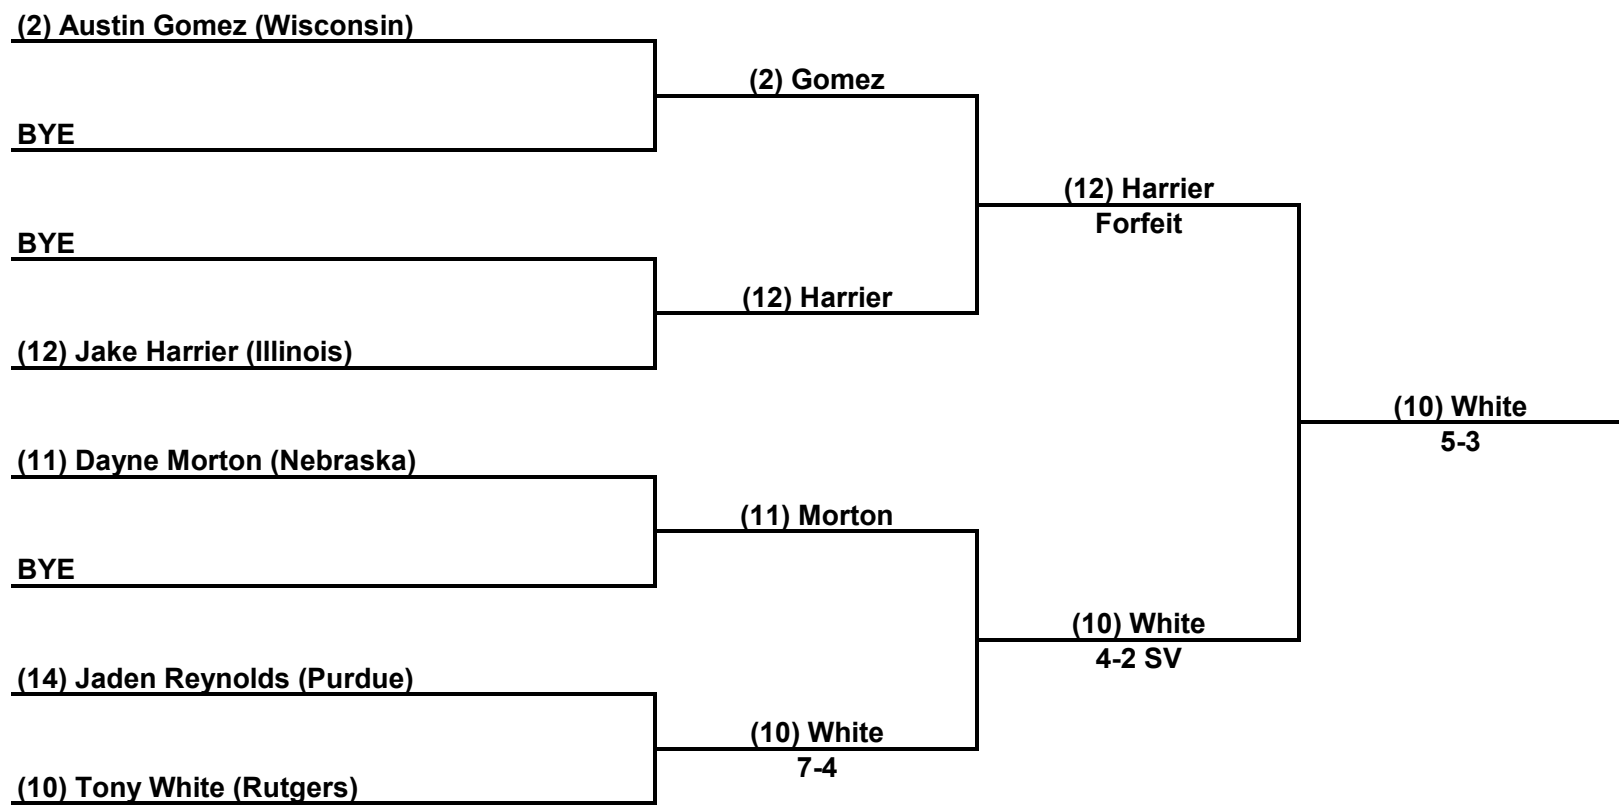 (2) Austin Gomez (Wisconsin)
(2) Gomez
BYE
(12) Harrier
Forfeit
BYE
(12) Harrier
(12) Jake Harrier (Illinois)
(10) White
5-3
(11) Dayne Morton (Nebraska)
(11) Morton
BYE
(10) White
4-2 SV
(14) Jaden Reynolds (Purdue)
(10) White
7-4
(10) Tony White (Rutgers)